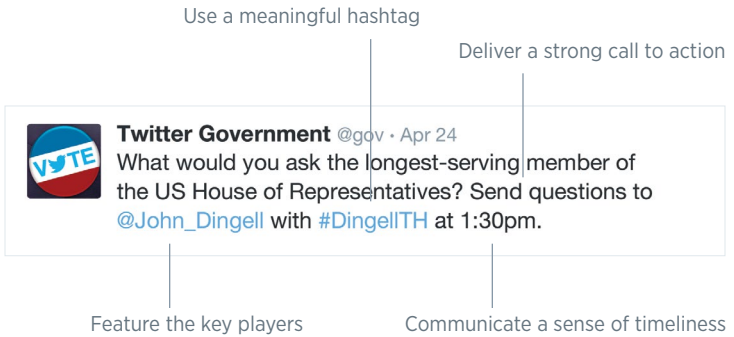 Use a meaningful hashtag
Deliver a strong call to action
VOTE
Twitter Government @gov · Apr 24
What would you ask the longest-serving member of
the US House of Representatives? Send questions to
@John_Dingell with #DingellTH at 1:30pm.
Feature the key players
Communicate a sense of timeliness